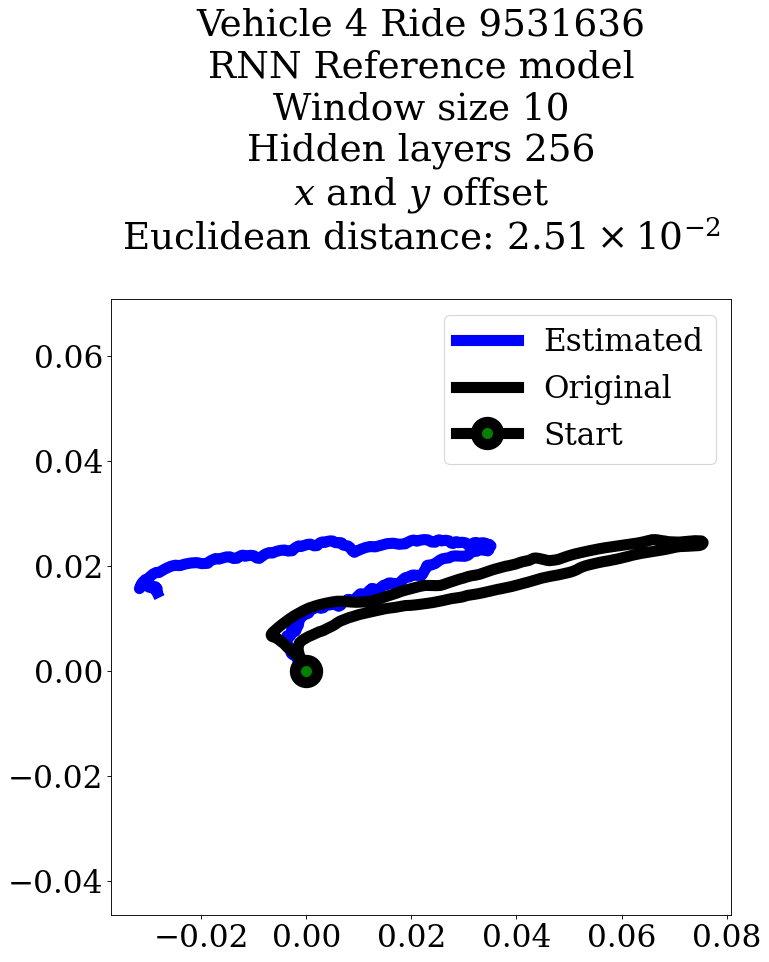 Vehicle 4 Ride 9531636
RNN Reference model
Window size 10
Hidden layers 256
x and y offset
Euclidean distance: 2.51 × 10⁻²
Estimated
Original
Start
0.06
0.04
0.02
0.00
−0.02
−0.04
−0.02 0.00 0.02 0.04 0.06 0.08